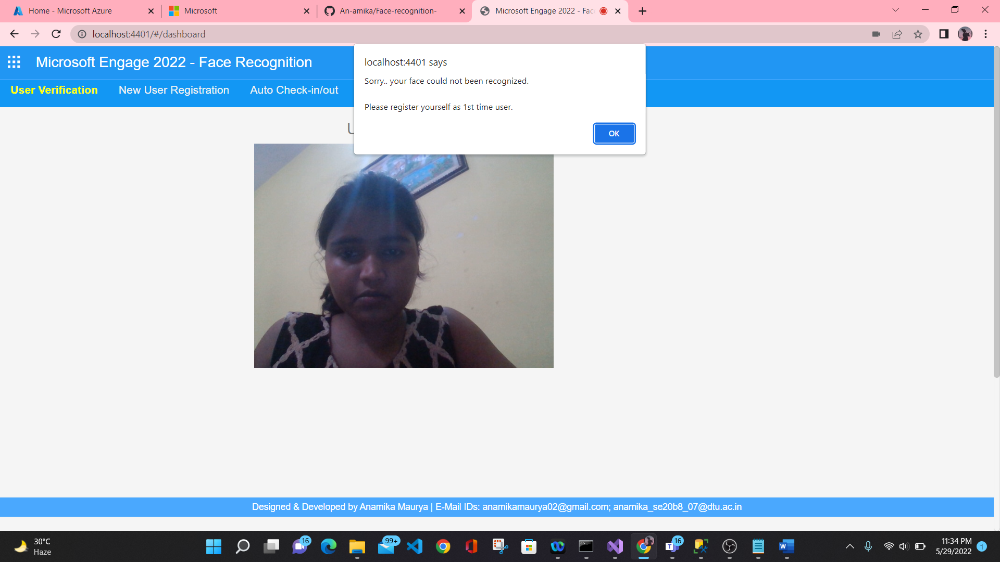 Home - Microsoft Azure
Microsoft
An-amika/Face-recognition-
Microsoft Engage 2022 - Fac
localhost:4401/#/dashboard
Microsoft Engage 2022 - Face Recognition
User Verification
New User Registration
Auto Check-in/out
localhost:4401 says
Sorry.. your face could not been recognized.
Please register yourself as 1st time user.
OK
U
Designed & Developed by Anamika Maurya | E-Mail IDs: anamikamaurya02@gmail.com; anamika_se20b8_07@dtu.ac.in
30°C
Haze
16
99+
16
11:34 PM
5/29/2022
1